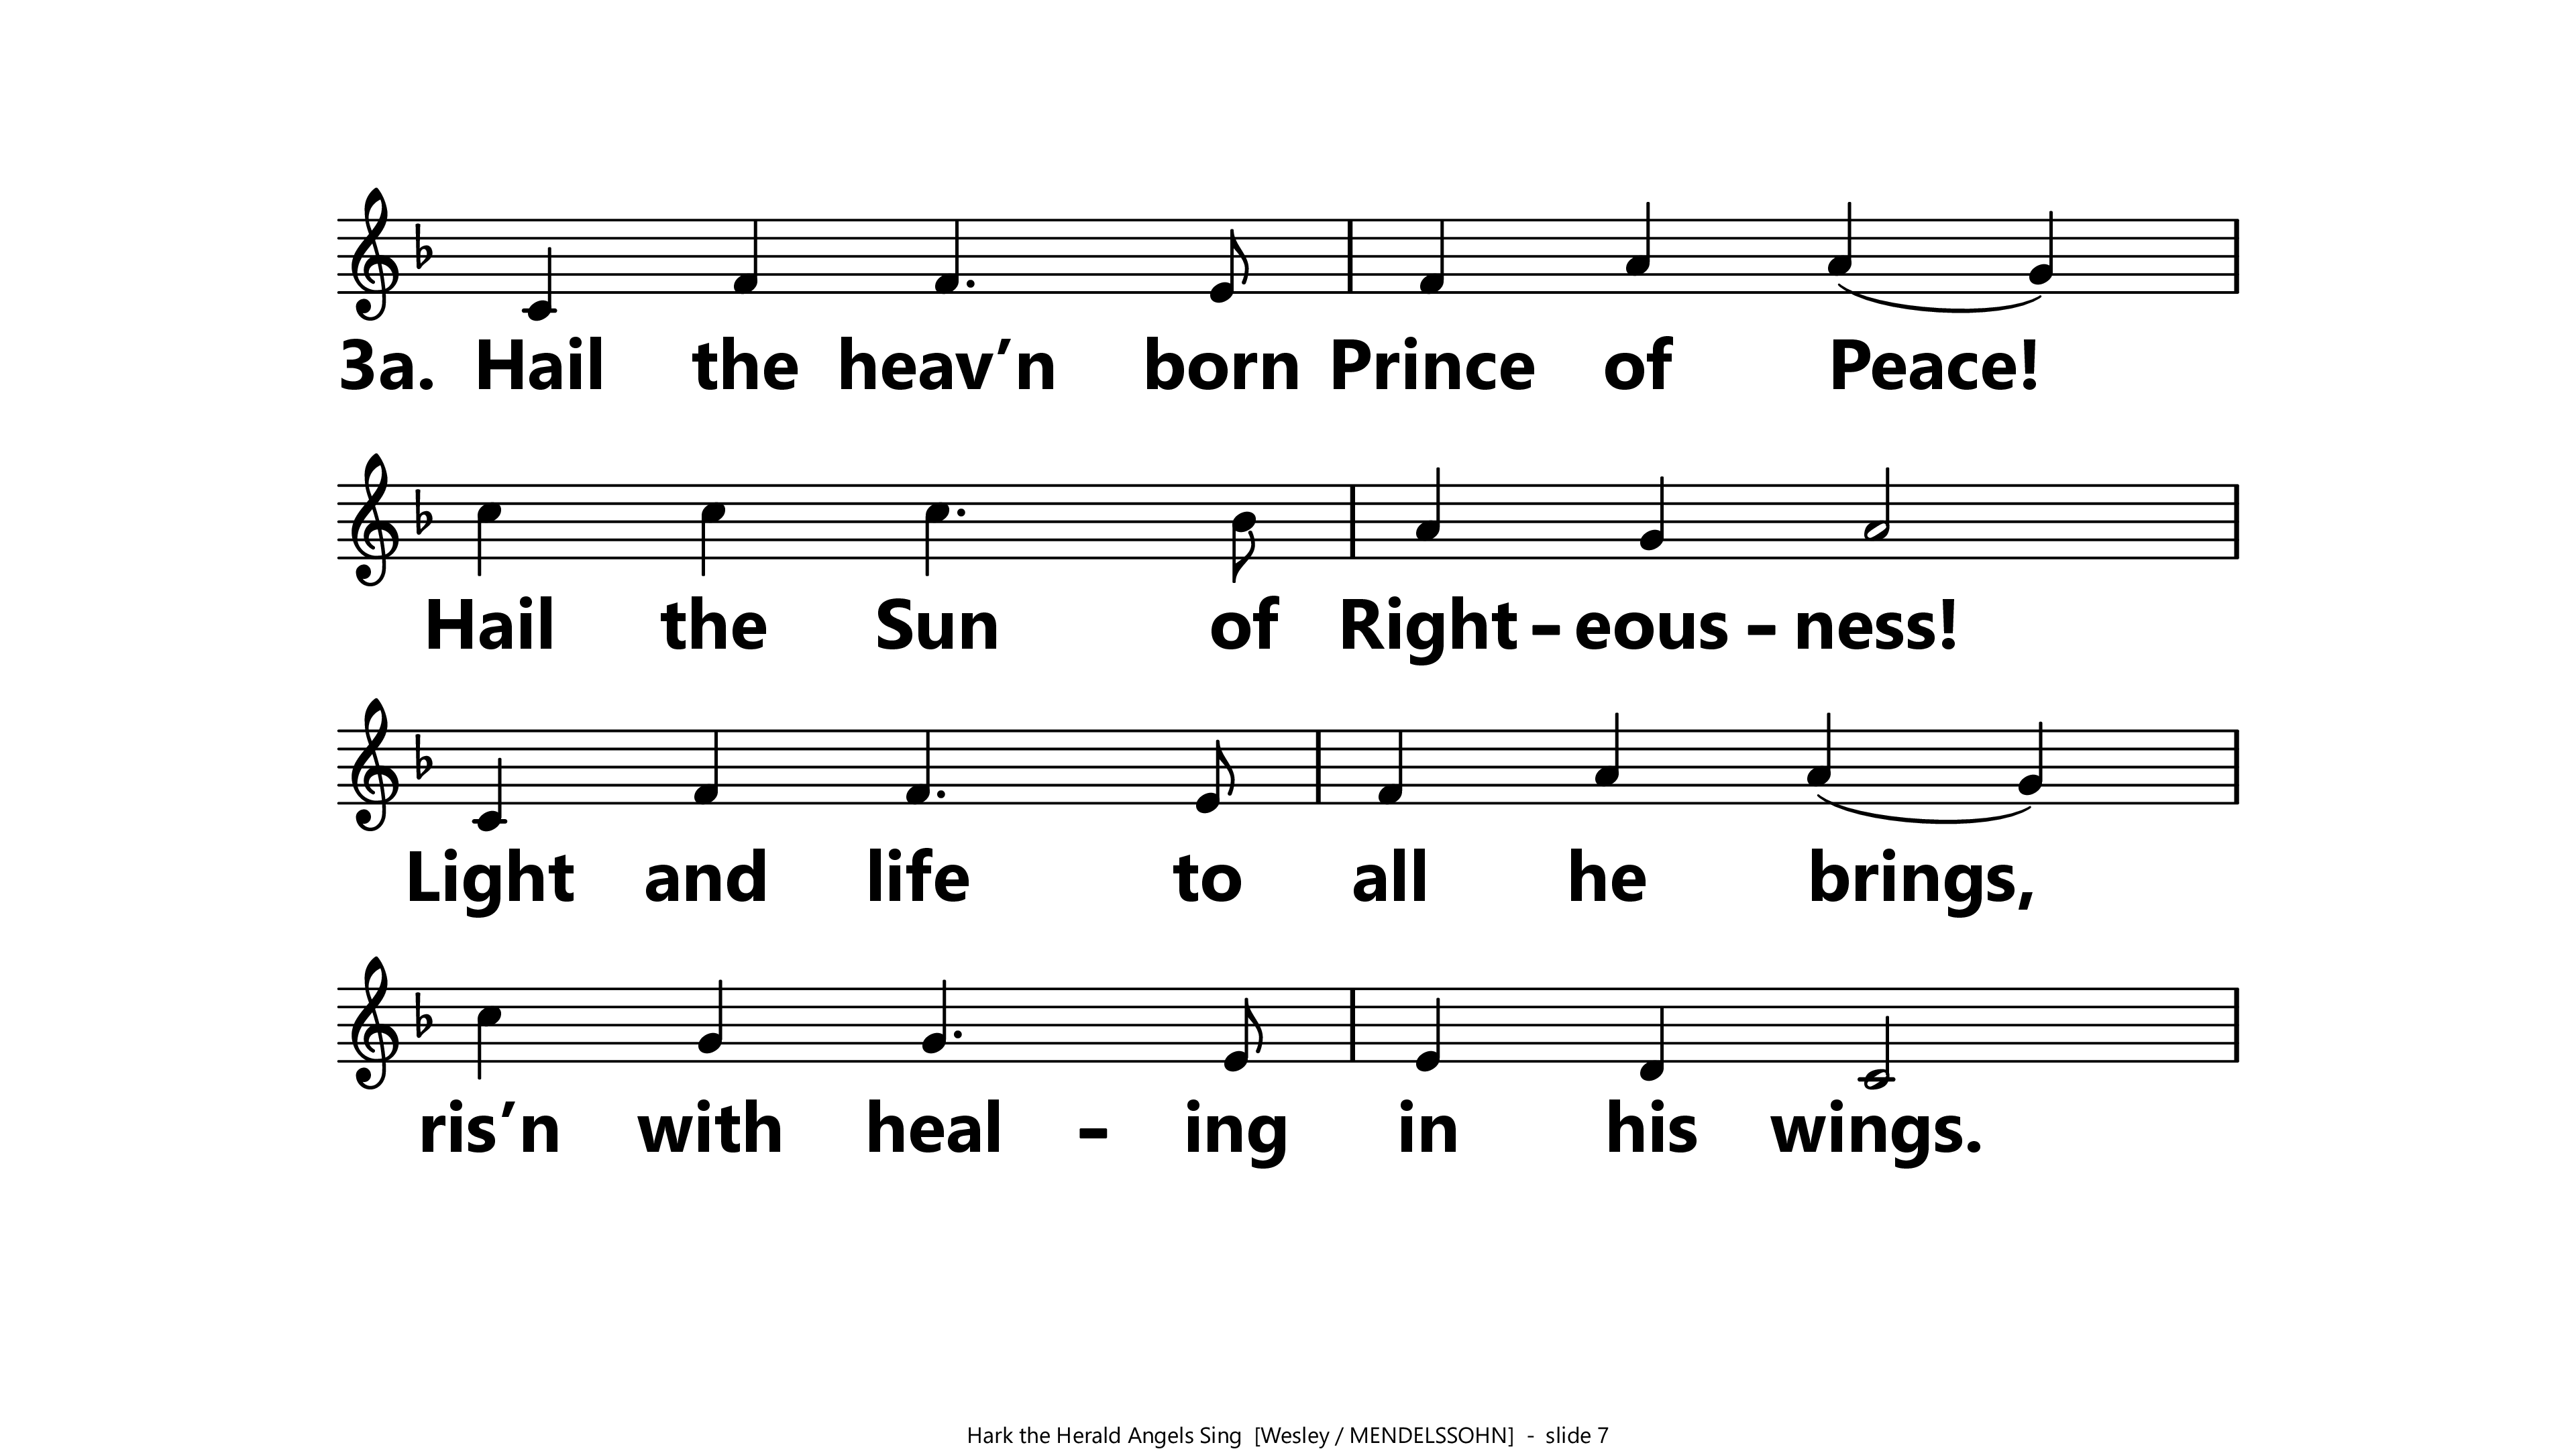 3a. Hail the heav’n born Prince of Peace!
Hail the Sun of Right – eous – ness!
Light and life to all he brings,
ris’n with heal – ing in his wings.
Hark the Herald Angels Sing [Wesley / MENDELSSOHN] - slide 7